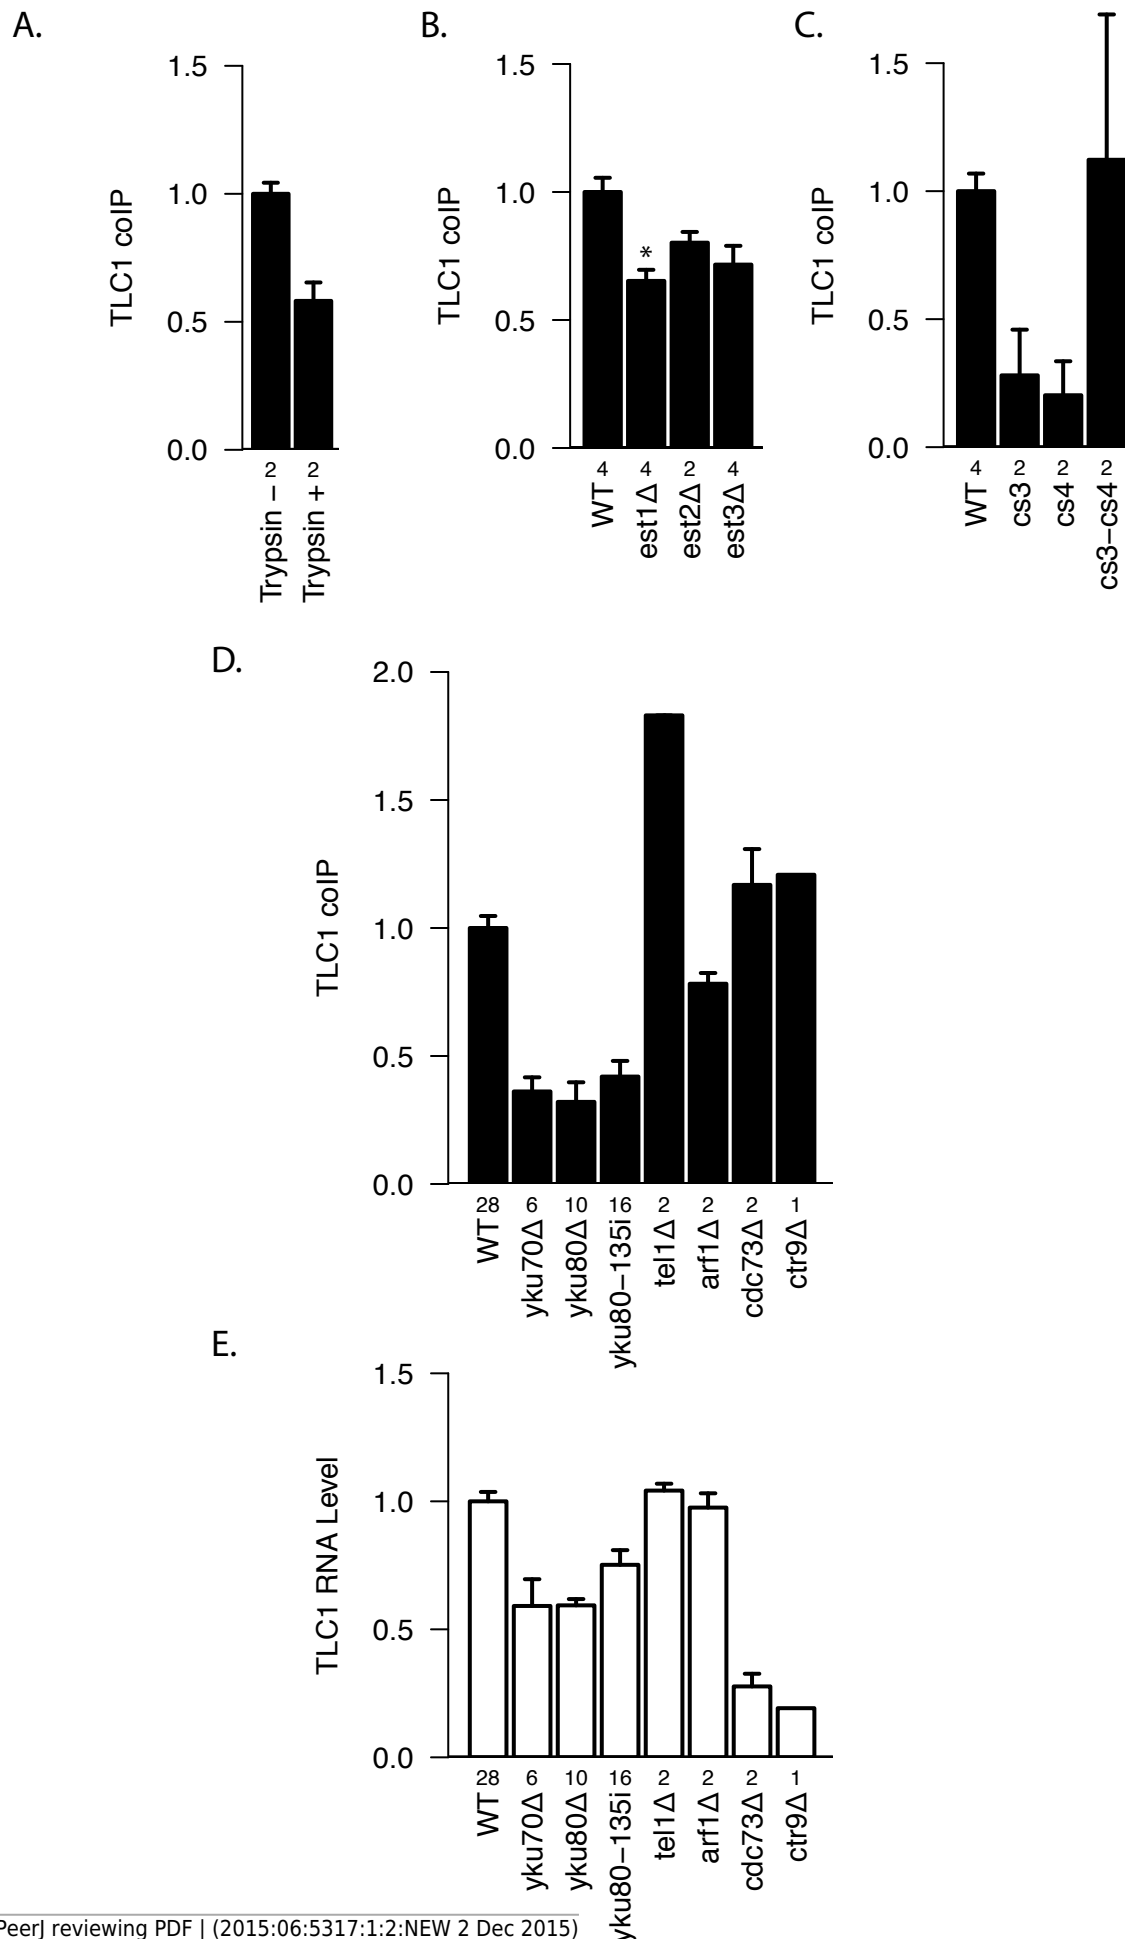 A.
1.5
1.0
0.5
0.0
TLC1 coIP
2 2
Trypsin −
Trypsin +
B.
1.5
1.0
0.5
0.0
TLC1 coIP
4 4 2 4
WT
est1Δ
est2Δ
est3Δ
*
C.
1.5
1.0
0.5
0.0
TLC1 coIP
4 2 2 2
WT
cs3
cs4
cs3−cs4
D.
2.0
1.5
1.0
0.5
0.0
TLC1 coIP
28 6 10 16 2 2 2 1
WT
yku70Δ
yku80Δ
yku80−135i
tel1Δ
arf1Δ
cdc73Δ
ctr9Δ
E.
1.5
1.0
0.5
0.0
TLC1 RNA Level
28 6 10 16 2 2 2 1
WT
yku70Δ
yku80Δ
yku80−135i
tel1Δ
arf1Δ
cdc73Δ
ctr9Δ
PeerJ reviewing PDF | (2015:06:5317:1:2:NEW 2 Dec 2015)